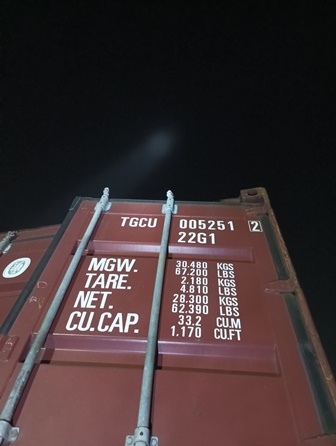 TGCU 005251 2
22G1
MGW. 30.480 KGS
67.200 LBS
TARE. 2.180 KGS
4.810 LBS
NET. 28.300 KGS
62.390 LBS
CU.CAP. 33.2 CU.M
1.170 CU.FT